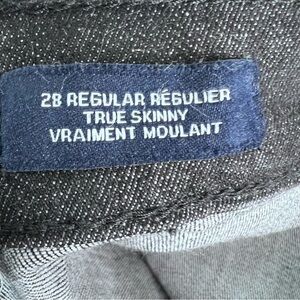 28 REGULAR RÉGULIER
TRUE SKINNY
VRAIMENT MOULANT